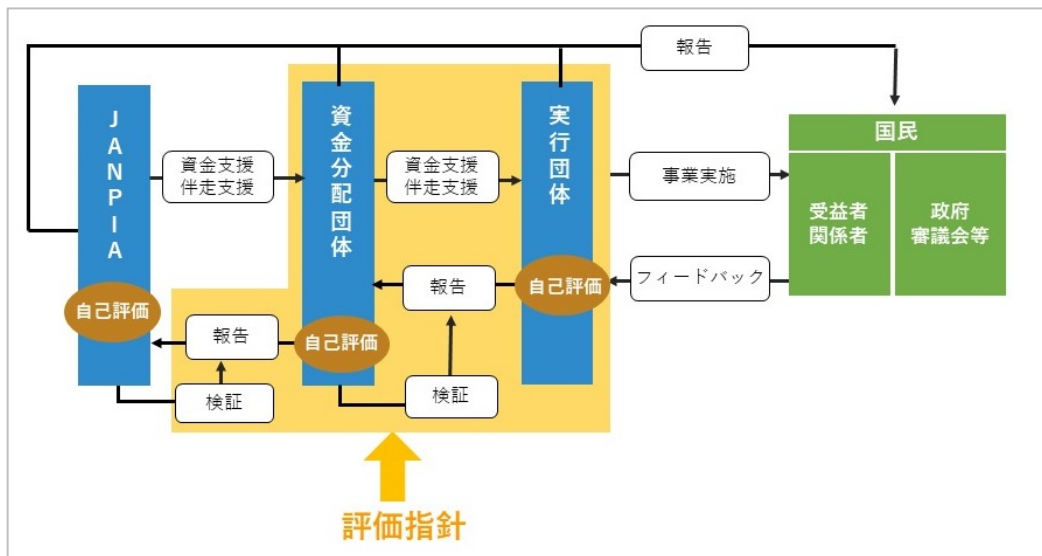 報告
JANPIA
資金支援
伴走支援
資金分配団体
資金支援
伴走支援
実行団体
事業実施
国民
受益者
関係者
政府
審議会等
フィードバック
自己評価
報告
検証
自己評価
報告
検証
自己評価
評価指針